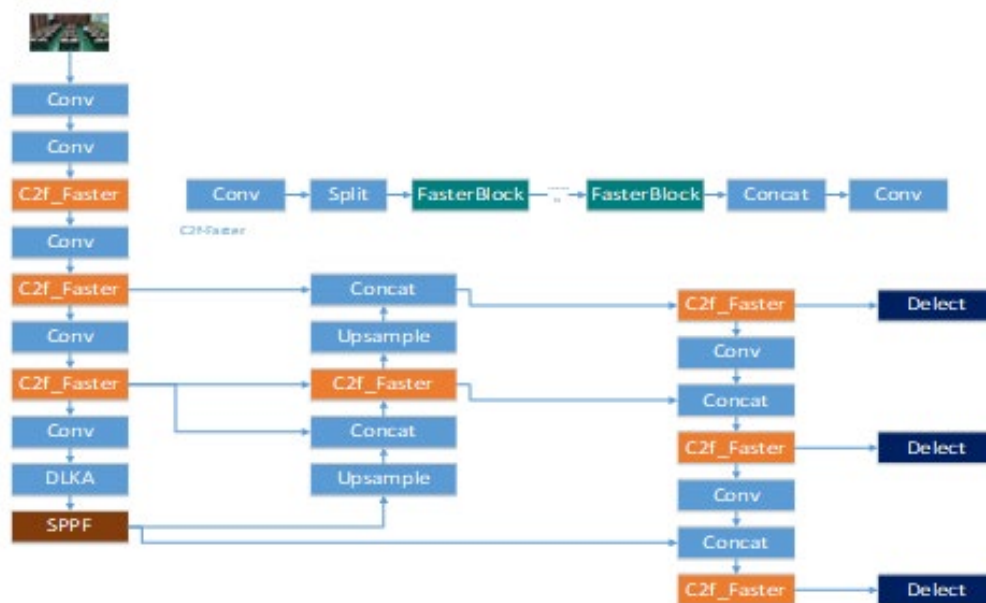 Conv
Conv
C2f_Faster
Conv
C2f_Faster
Conv
C2f_Faster
Conv
DLKA
SPPF
Conv Split FasterBlock FasterBlock Concat Conv
C2f-Faster
Concat
Upsample
C2f_Faster
Concat
Upsample
C2f_Faster Delect
Conv
Concat
C2f_Faster Delect
Conv
Concat
C2f_Faster Delect